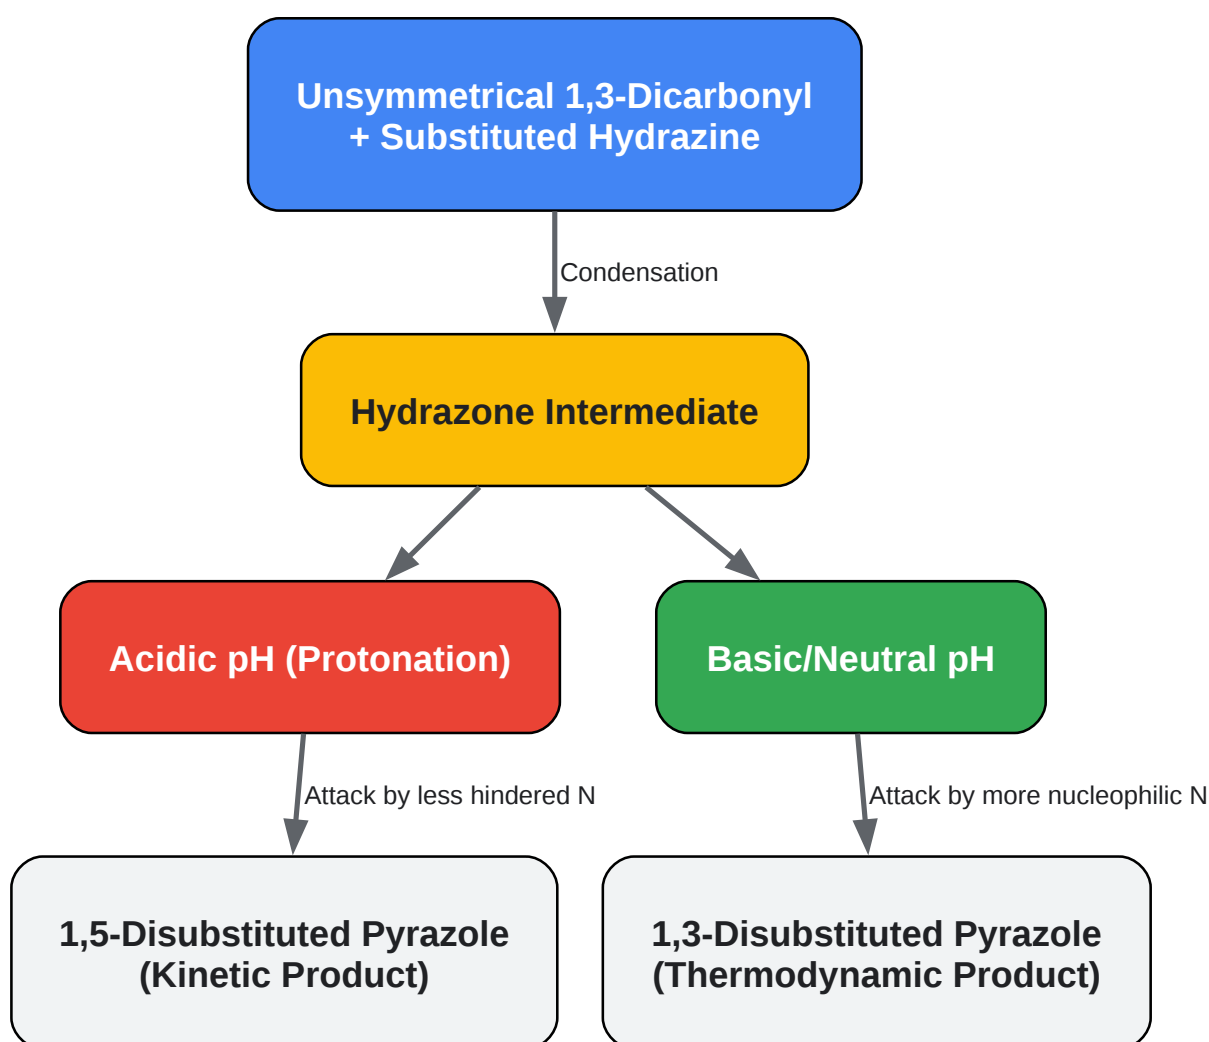 Unsymmetrical 1,3-Dicarbonyl
+ Substituted Hydrazine
Condensation
Hydrazone Intermediate
Acidic pH (Protonation)
Basic/Neutral pH
Attack by less hindered N
Attack by more nucleophilic N
1,5-Disubstituted Pyrazole
(Kinetic Product)
1,3-Disubstituted Pyrazole
(Thermodynamic Product)